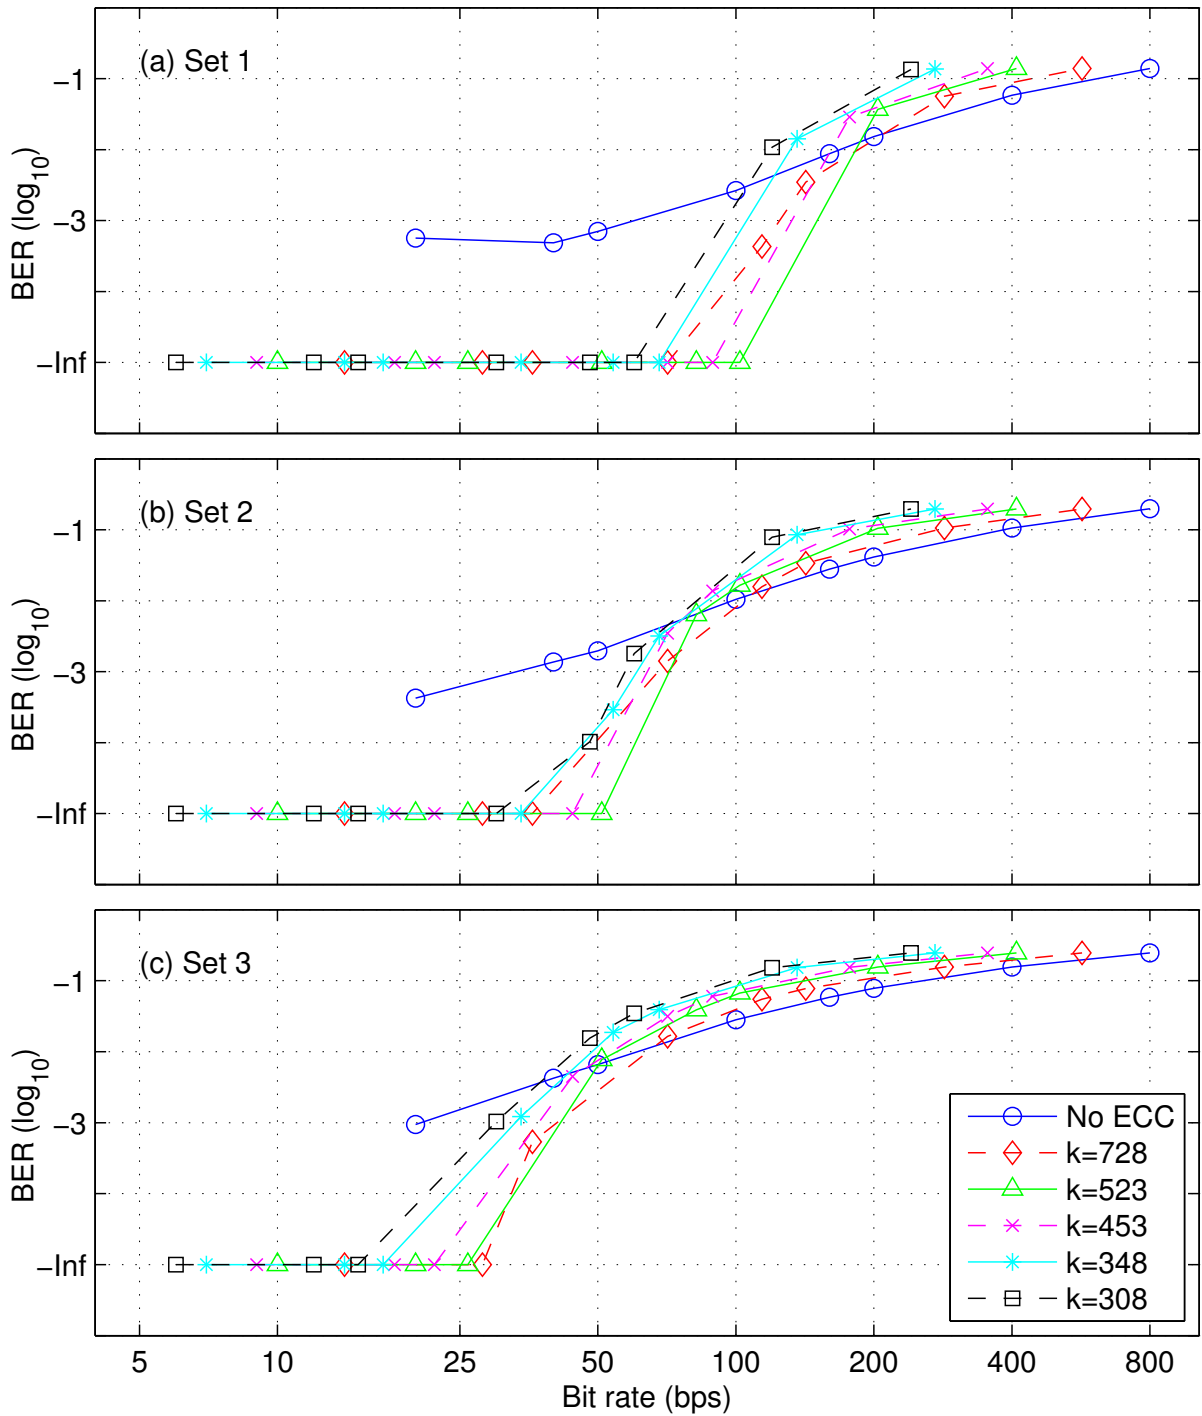 (a) Set 1
−1
−3
−Inf
BER (log10)
(b) Set 2
−1
−3
−Inf
BER (log10)
(c) Set 3
−1
−3
−Inf
BER (log10)
No ECC
k=728
k=523
k=453
k=348
k=308
5 10 25 50 100 200 400 800
Bit rate (bps)